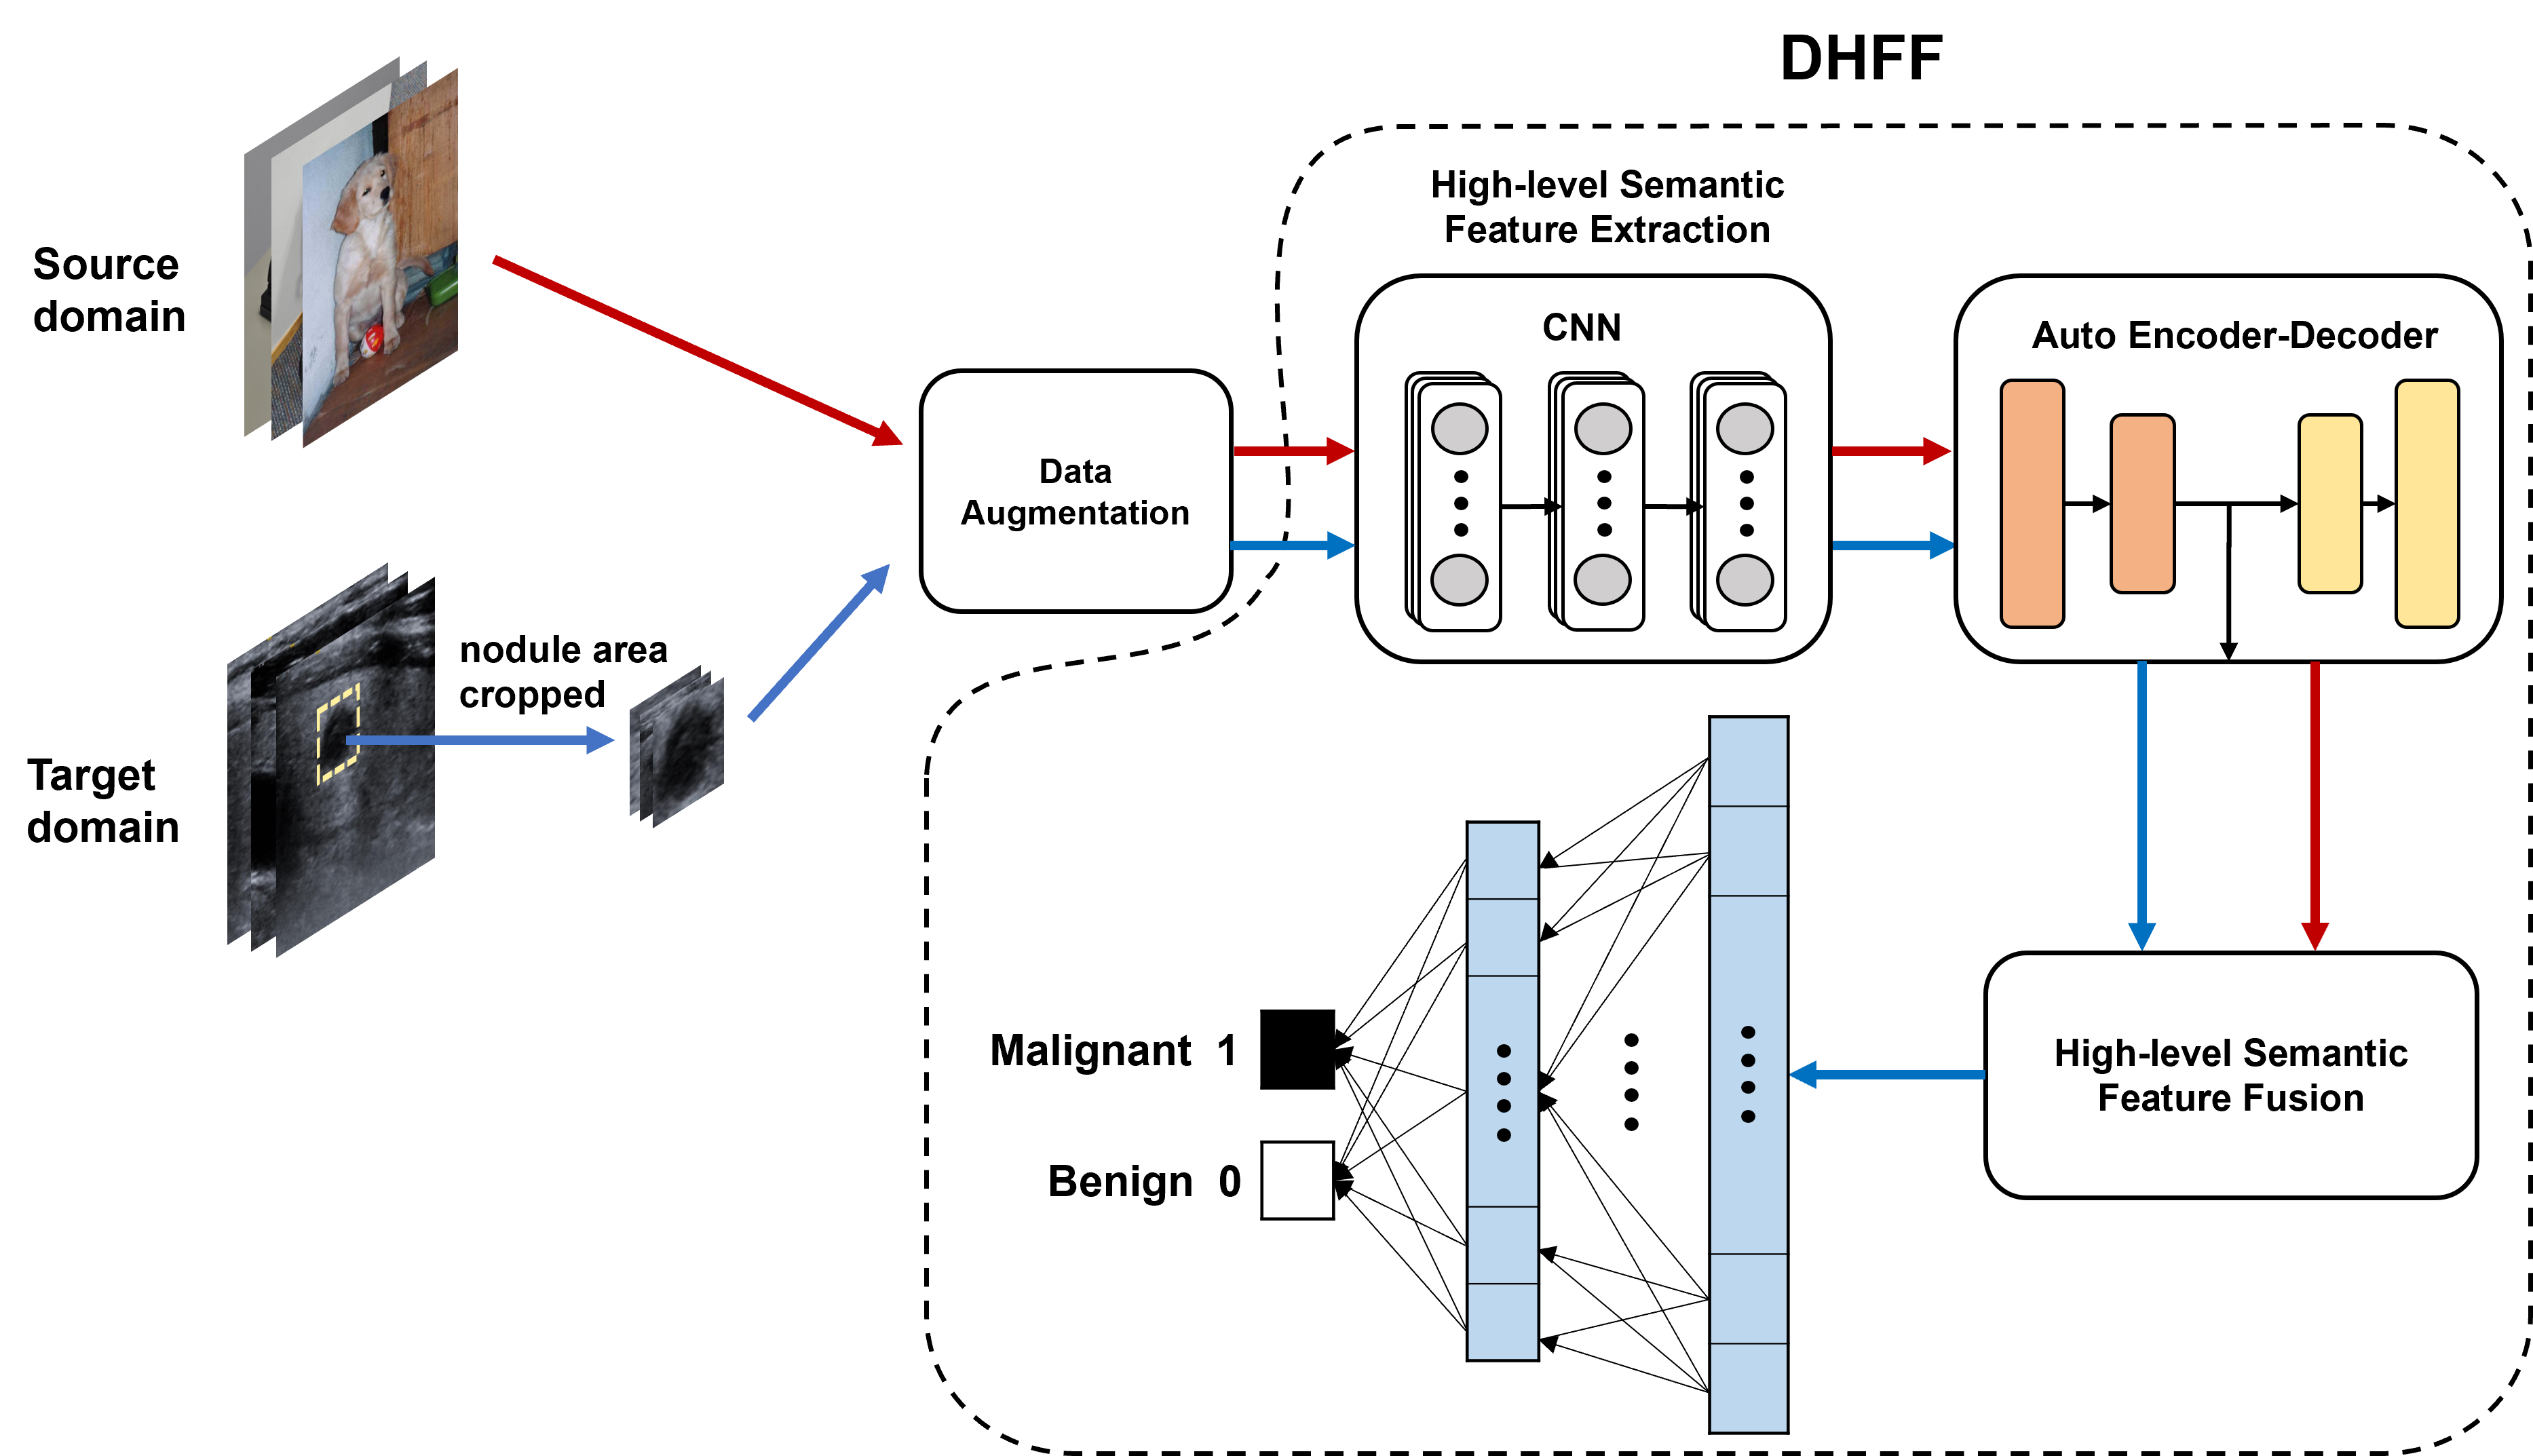 DHFF
High-level Semantic
Feature Extraction
Source
domain
CNN
Auto Encoder-Decoder
Data
Augmentation
nodule area
cropped
Target
domain
Malignant 1
Benign 0
High-level Semantic
Feature Fusion